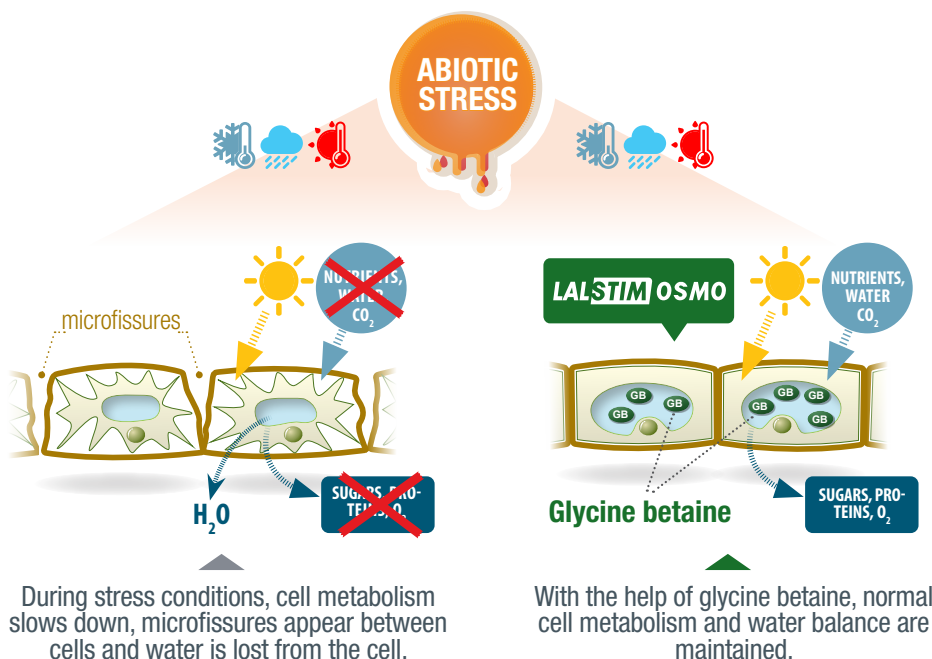 ABIOTIC
STRESS
NUTRIENTS,
WATER
CO₂
microfissures
H₂O
SUGARS, PRO-
TEINS, O₂
During stress conditions, cell metabolism
slows down, microfissures appear between
cells and water is lost from the cell.
LALSTIM OSMO
NUTRIENTS,
WATER
CO₂
GB
GB
GB
GB
GB
GB
GB
Glycine betaine
SUGARS, PRO-
TEINS, O₂
With the help of glycine betaine, normal
cell metabolism and water balance are
maintained.